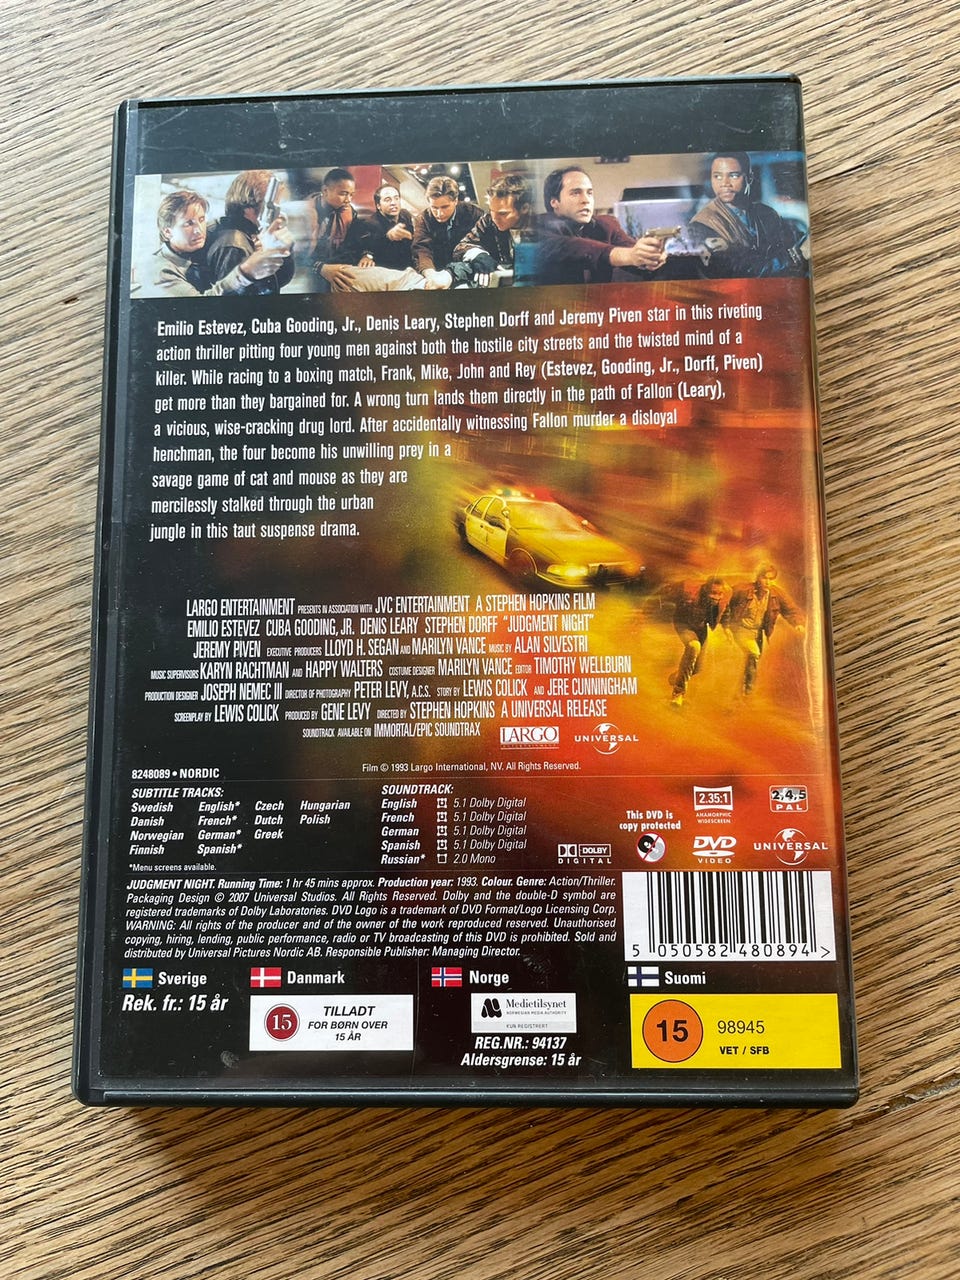 Emilio Estevez, Cuba Gooding, Jr., Denis Leary, Stephen Dorff and Jeremy Piven star in this riveting
action thriller pitting four young men against both the hostile city streets and the twisted mind of a
killer. While racing to a boxing match, Frank, Mike, John and Rey (Estevez, Gooding, Jr., Dorff, Piven)
get more than they bargained for. A wrong turn lands them directly in the path of Fallon (Leary),
a vicious, wise-cracking drug lord. After accidentally witnessing Fallon murder a disloyal
henchman, the four become his unwilling prey in a
savage game of cat and mouse as they are
mercilessly stalked through the urban
jungle in this taut suspense drama.
LARGO ENTERTAINMENT PRESENTS IN ASSOCIATION WITH JVC ENTERTAINMENT A STEPHEN HOPKINS FILM
EMILIO ESTEVEZ CUBA GOODING, JR. DENIS LEARY STEPHEN DORFF "JUDGMENT NIGHT"
JEREMY PIVEN EXECUTIVE PRODUCERS LLOYD H. SEGAN AND MARILYN VANCE MUSIC BY ALAN SILVESTRI
MUSIC SUPERVISORS KARYN RACHTMAN AND HAPPY WALTERS COSTUME DESIGNER MARILYN VANCE EDITOR TIMOTHY WELLBURN
PRODUCTION DESIGNER JOSEPH NEMEC III DIRECTOR OF PHOTOGRAPHY PETER LEVY, A.C.S. STORY BY LEWIS COLICK AND JERE CUNNINGHAM
SCREENPLAY BY LEWIS COLICK PRODUCED BY GENE LEVY DIRECTED BY STEPHEN HOPKINS A UNIVERSAL RELEASE
SOUNDTRACK AVAILABLE ON IMMORTAL/EPIC SOUNDTRAX LARGO ENTERTAINMENT UNIVERSAL
Film © 1993 Largo International, NV. All Rights Reserved.
8248089 • NORDIC
SUBTITLE TRACKS:
Swedish English* Czech Hungarian
Danish French* Dutch Polish
Norwegian German* Greek
Finnish Spanish*
*Menu screens available.
SOUNDTRACK:
English 5.1 Dolby Digital
French 5.1 Dolby Digital
German 5.1 Dolby Digital
Spanish 5.1 Dolby Digital
Russian* 2.0 Mono
DOLBY
DIGITAL
This DVD is
copy protected
2.35:1
ANAMORPHIC
WIDESCREEN
DVD
VIDEO
2,4,5
PAL
UNIVERSAL
JUDGMENT NIGHT. Running Time: 1 hr 45 mins approx. Production year: 1993. Colour. Genre: Action/Thriller.
Packaging Design © 2007 Universal Studios. All Rights Reserved. Dolby and the double-D symbol are
registered trademarks of Dolby Laboratories. DVD Logo is a trademark of DVD Format/Logo Licensing Corp.
WARNING: All rights of the producer and of the owner of the work reproduced reserved. Unauthorised
copying, hiring, lending, public performance, radio or TV broadcasting of this DVD is prohibited. Sold and
distributed by Universal Pictures Nordic AB. Responsible Publisher: Managing Director.
5 050582 480894 >
Sverige
Rek. fr.: 15 år
Danmark
15
TILLADT
FOR BØRN OVER
15 ÅR
Norge
Medietilsynet
NORWEGIAN MEDIA AUTHORITY
KUN REGISTRERT
REG.NR.: 94137
Aldersgrense: 15 år
Suomi
15
98945
VET / SFB